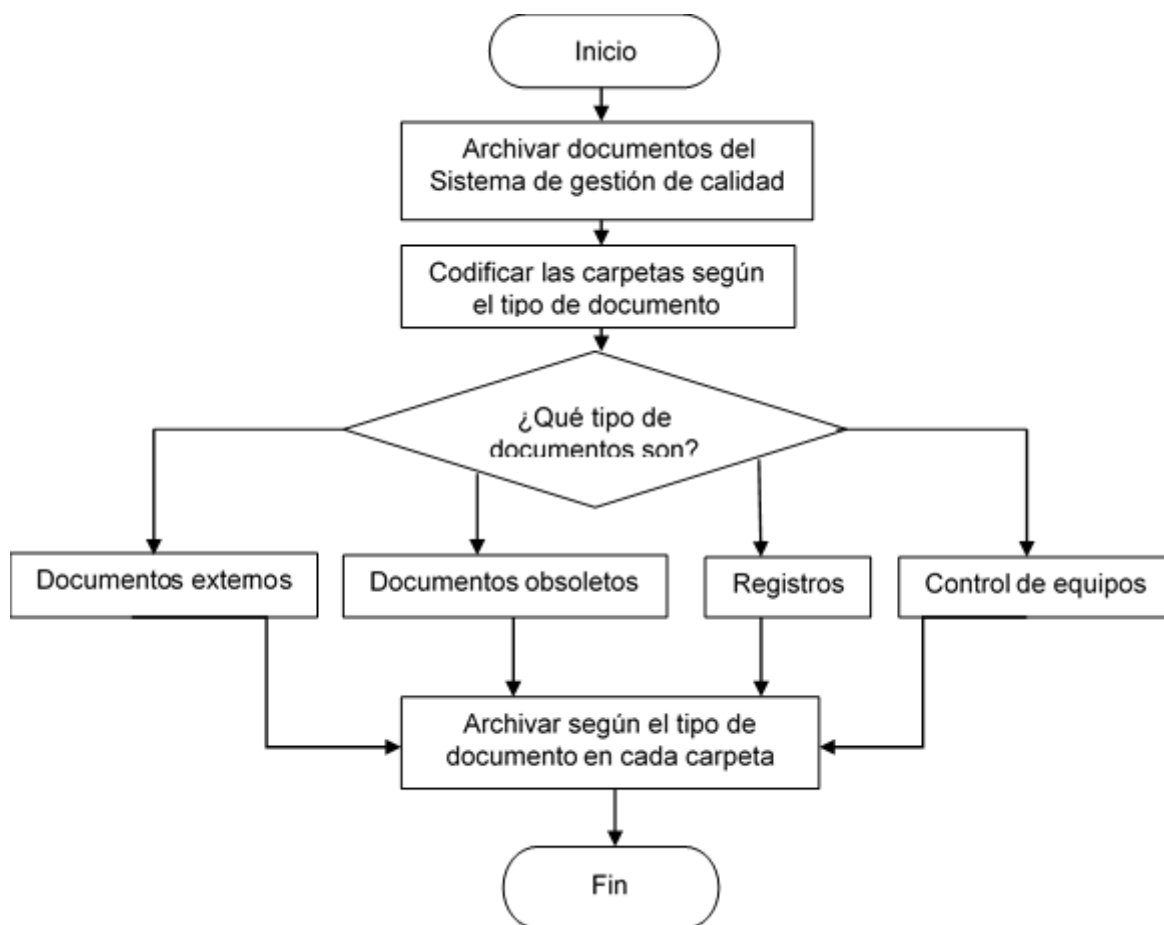 Inicio
Archivar documentos del
Sistema de gestión de calidad
Codificar las carpetas según
el tipo de documento
¿Qué tipo de
documentos son?
Documentos externos
Documentos obsoletos
Registros
Control de equipos
Archivar según el tipo de
documento en cada carpeta
Fin